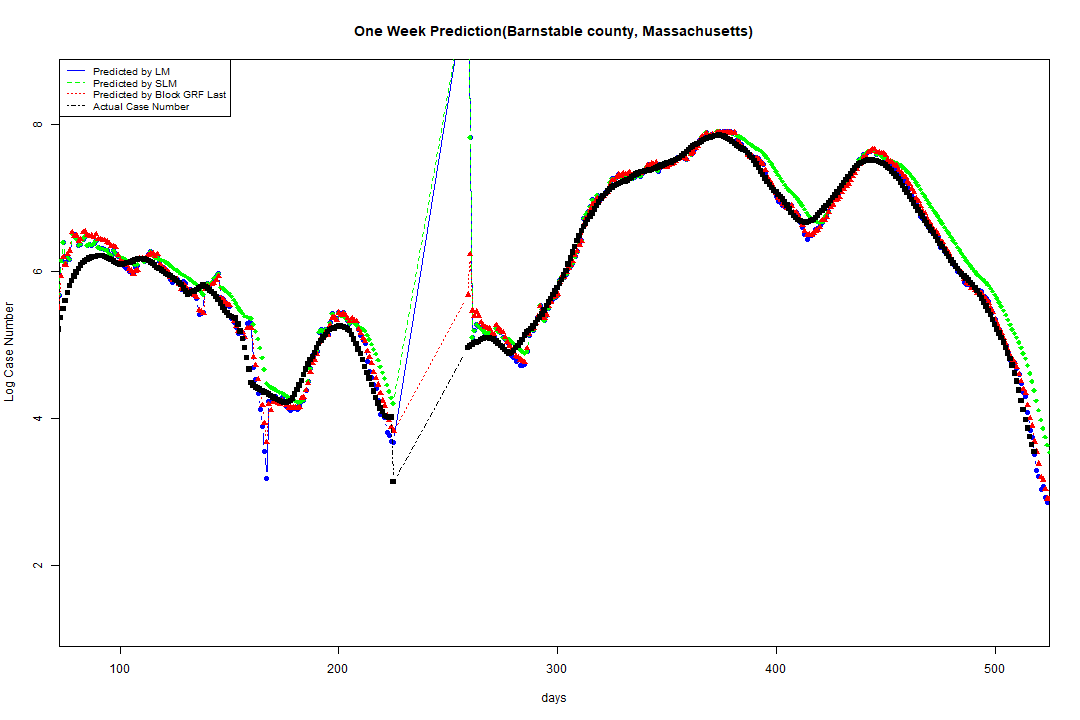 One Week Prediction(Barnstable county, Massachusetts)
Predicted by LM
Predicted by SLM
Predicted by Block GRF Last
Actual Case Number
8
6
4
2
Log Case Number
100 200 300 400 500
days